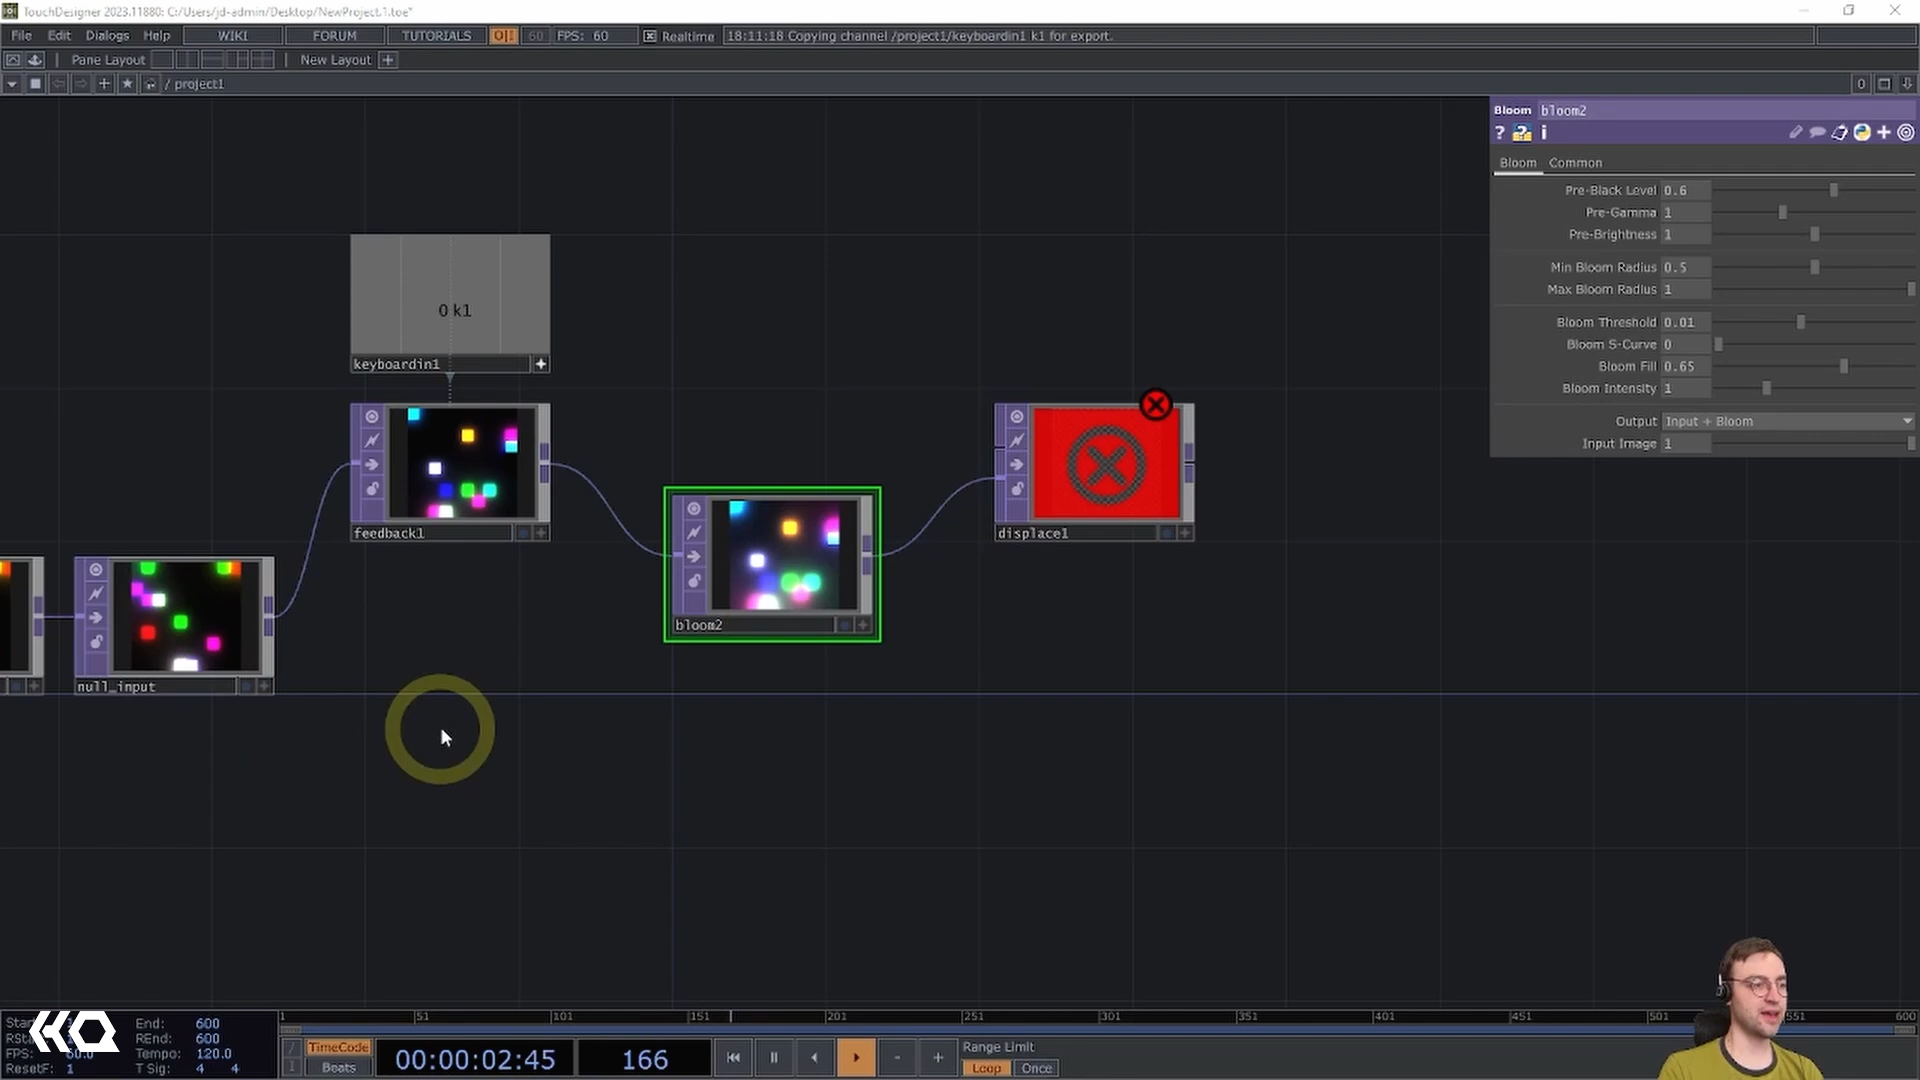 TouchDesigner 2023.11880: C:/Users/jd-admin/Desktop/NewProject.1.toe*
File Edit Dialogs Help WIKI FORUM TUTORIALS O|I 60 FPS: 60 Realtime 18:11:18 Copying channel /project1/keyboardin1 k1 for export.
Pane Layout New Layout +
/ project1 0
Bloom bloom2
? ? i
Bloom Common
Pre-Black Level 0.6
Pre-Gamma 1
Pre-Brightness 1
Min Bloom Radius 0.5
Max Bloom Radius 1
Bloom Threshold 0.01
Bloom S-Curve 0
Bloom Fill 0.65
Bloom Intensity 1
Output Input + Bloom
Input Image 1
0 k1
keyboardin1
feedback1
displace1
bloom2
null_input
HQ
End: 600
REnd: 600
FPS: 60.0 Tempo: 120.0
ResetF: 1 T Sig: 4 4
1 51 101 151 201 251 301 351 401 451 501 551 600
TimeCode
Beats
00:00:02:45
166
Range Limit
Loop Once